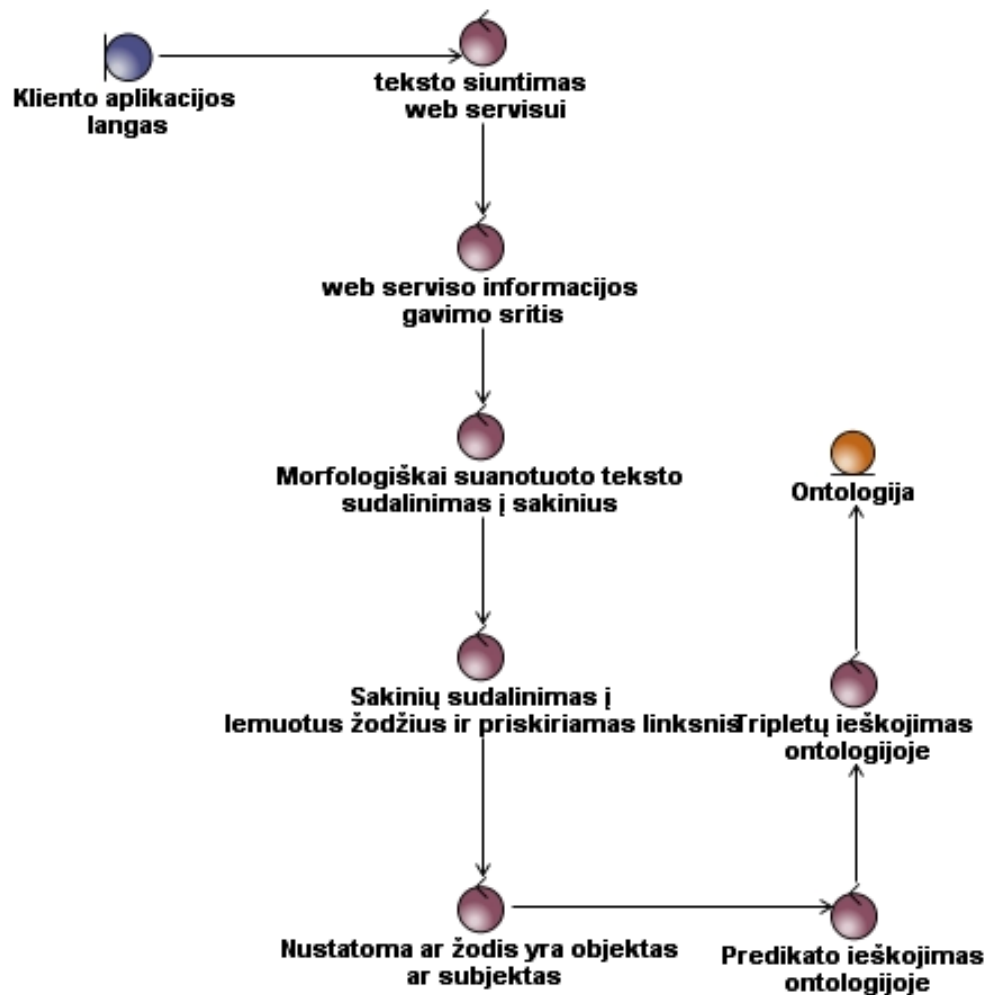 Kliento aplikacijos
langas
teksto siuntimas
web servisui
web serviso informacijos
gavimo sritis
Morfologiškai suanotuoto teksto
sudalinimas į sakinius
Sakinių sudalinimas į
lemuotus žodžius ir priskiriamas linksnis
Nustatoma ar žodis yra objektas
ar subjektas
Predikato ieškojimas
ontologijoje
Tripletų ieškojimas
ontologijoje
Ontologija